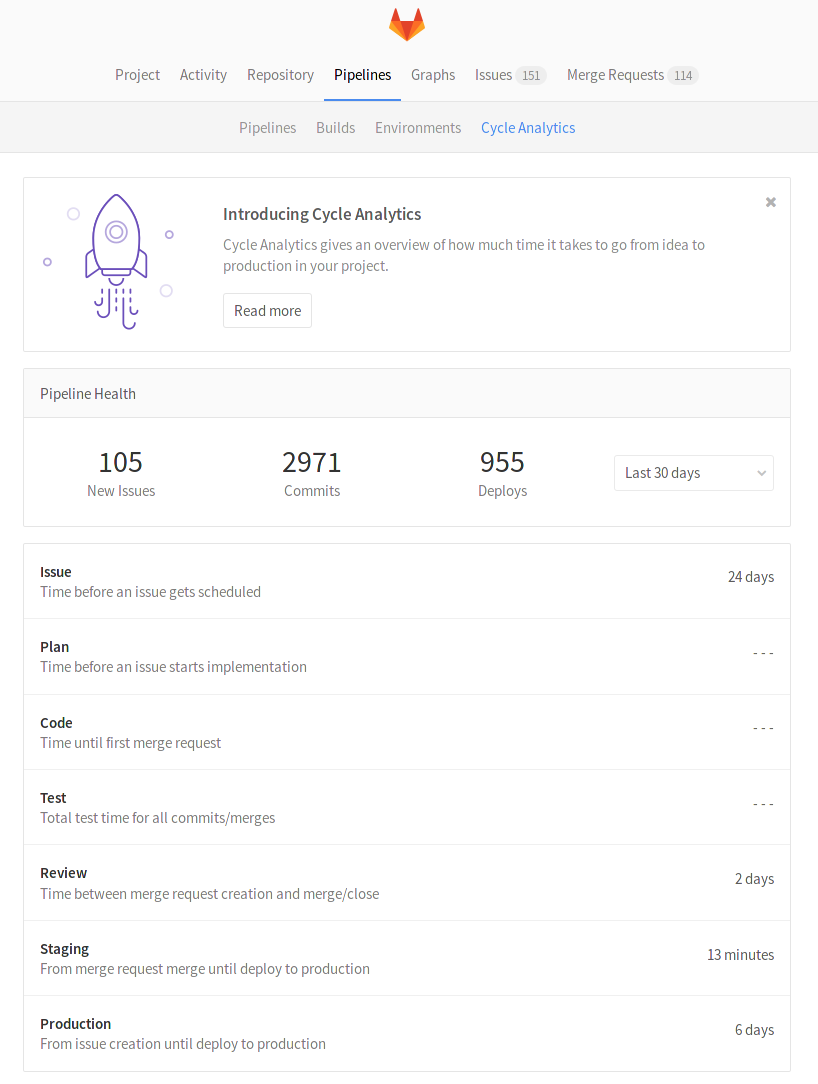 Project Activity Repository Pipelines Graphs Issues 151 Merge Requests 114
Pipelines Builds Environments Cycle Analytics
Introducing Cycle Analytics
Cycle Analytics gives an overview of how much time it takes to go from idea to
production in your project.
Read more
Pipeline Health
105 2971 955
New Issues Commits Deploys
Last 30 days
Issue
Time before an issue gets scheduled
24 days
Plan
Time before an issue starts implementation
- - -
Code
Time until first merge request
- - -
Test
Total test time for all commits/merges
- - -
Review
Time between merge request creation and merge/close
2 days
Staging
From merge request merge until deploy to production
13 minutes
Production
From issue creation until deploy to production
6 days